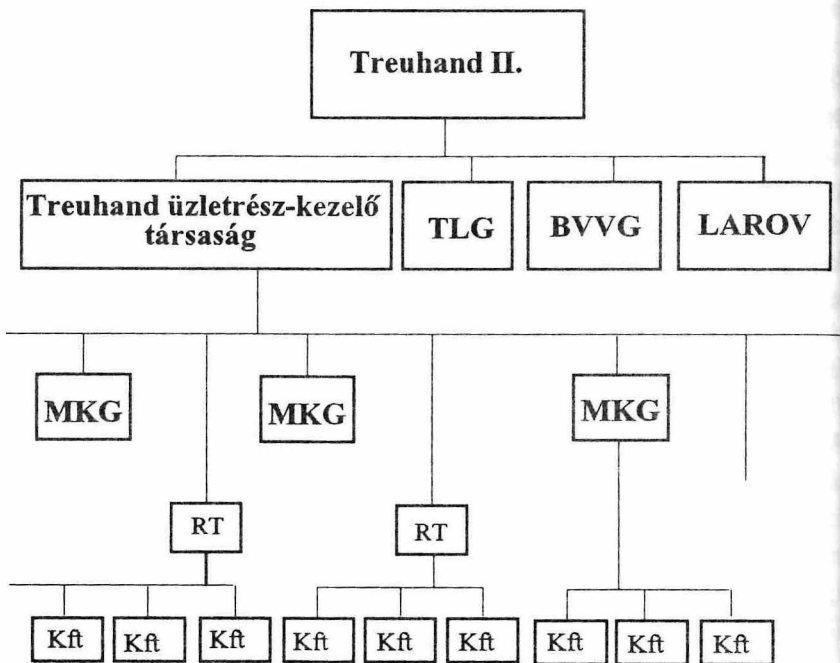 Treuhand II.
Treuhand üzletrész-kezelő
társaság
TLG
BVVG
LAROV
MKG
MKG
MKG
RT
RT
Kft
Kft
Kft
Kft
Kft
Kft
Kft
Kft
Kft